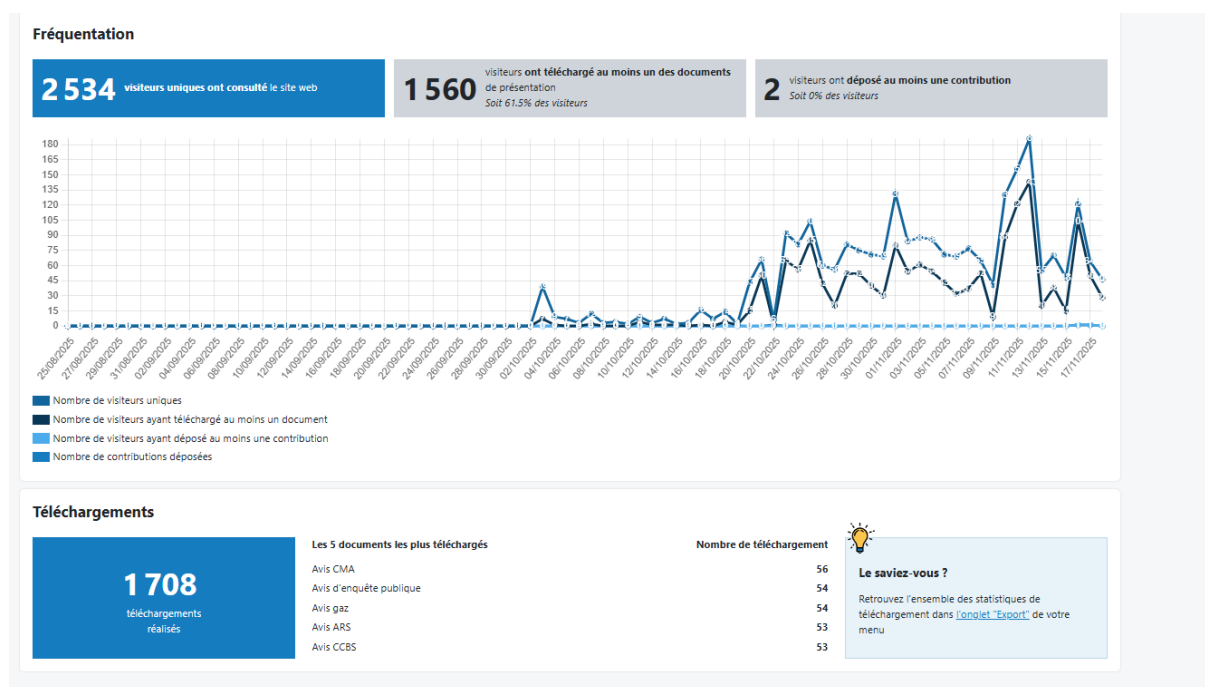 Fréquentation
2 534 visiteurs uniques ont consulté le site web
1 560
visiteurs ont téléchargé au moins un des documents
de présentation
Soit 61.5% des visiteurs
2
visiteurs ont déposé au moins une contribution
Soit 0% des visiteurs
180
165
150
135
120
105
90
75
60
45
30
15
0
25/08/2025
27/08/2025
29/08/2025
31/08/2025
02/09/2025
04/09/2025
06/09/2025
08/09/2025
10/09/2025
12/09/2025
14/09/2025
16/09/2025
18/09/2025
20/09/2025
22/09/2025
24/09/2025
26/09/2025
28/09/2025
30/09/2025
02/10/2025
04/10/2025
06/10/2025
08/10/2025
10/10/2025
12/10/2025
14/10/2025
16/10/2025
18/10/2025
20/10/2025
22/10/2025
24/10/2025
26/10/2025
28/10/2025
30/10/2025
01/11/2025
03/11/2025
05/11/2025
07/11/2025
09/11/2025
11/11/2025
13/11/2025
15/11/2025
17/11/2025
Nombre de visiteurs uniques
Nombre de visiteurs ayant téléchargé au moins un document
Nombre de visiteurs ayant déposé au moins une contribution
Nombre de contributions déposées
Téléchargements
1 708
téléchargements
réalisés
Les 5 documents les plus téléchargés Nombre de téléchargement
Avis CMA 56
Avis d'enquête publique 54
Avis gaz 54
Avis ARS 53
Avis CCBS 53
Le saviez-vous ?
Retrouvez l'ensemble des statistiques de
téléchargement dans l'onglet "Export" de votre
menu